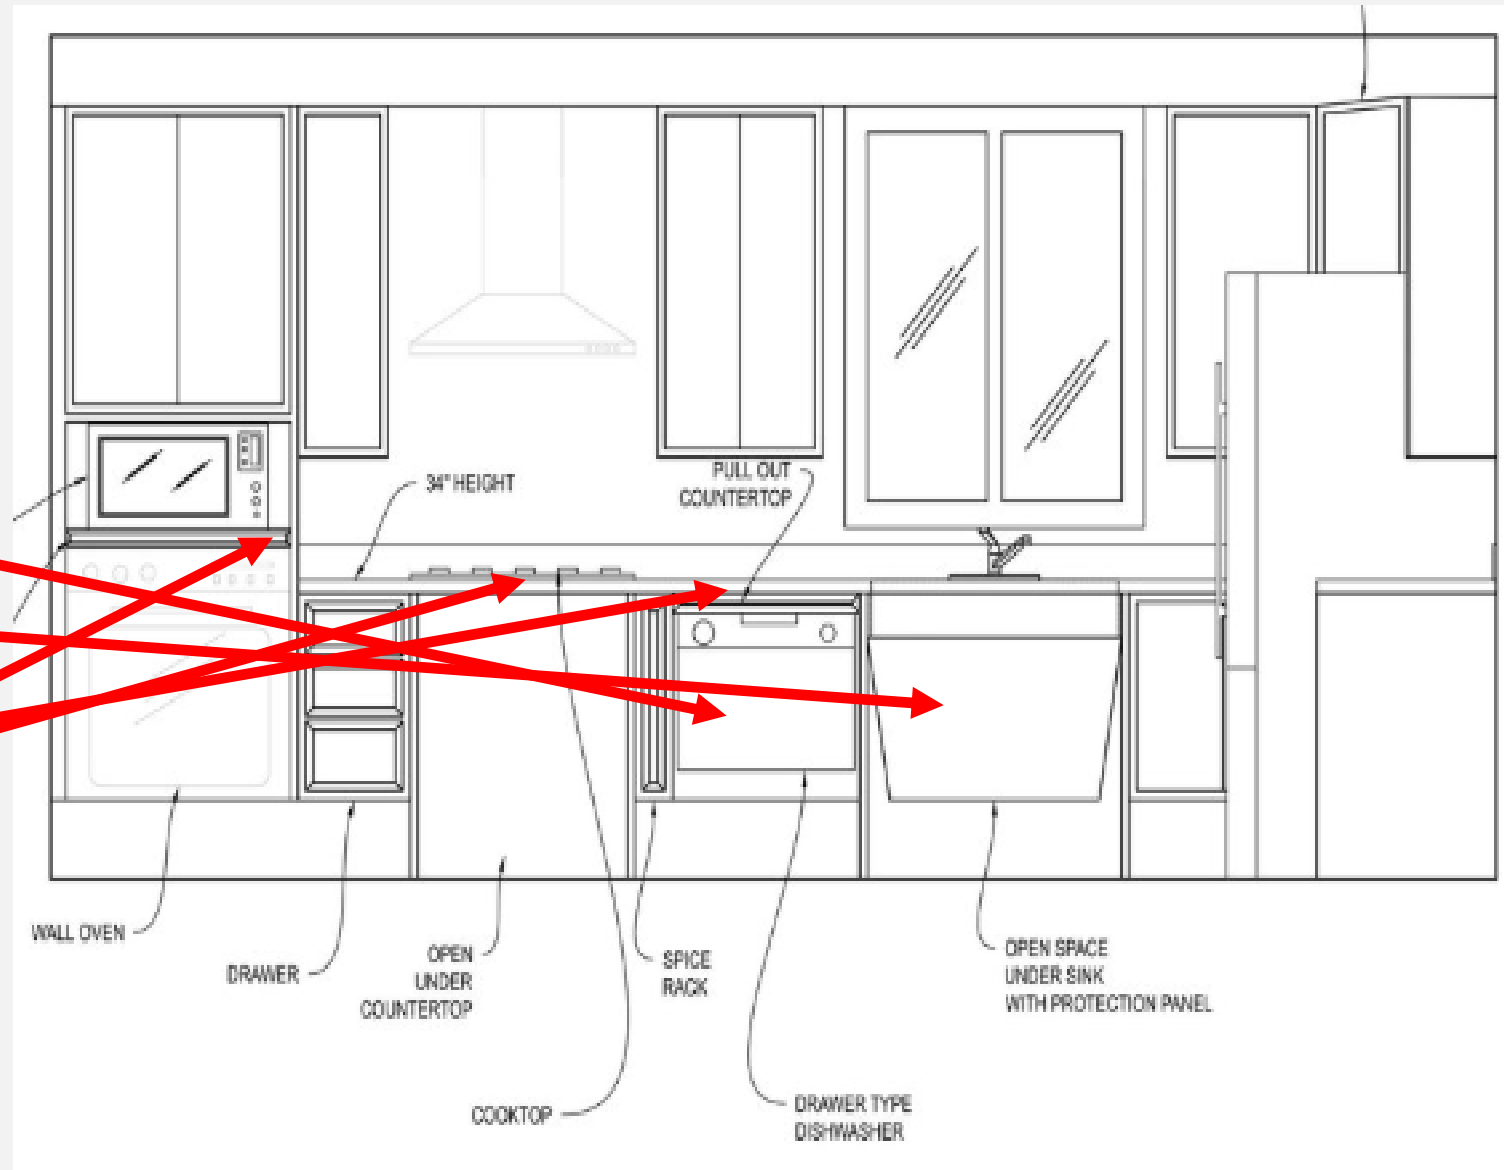 34" HEIGHT
PULL OUT
COUNTERTOP
WALL OVEN
DRAWER
OPEN
UNDER
COUNTERTOP
SPICE
RACK
OPEN SPACE
UNDER SINK
WITH PROTECTION PANEL
COOKTOP
DRAWER TYPE
DISHWASHER